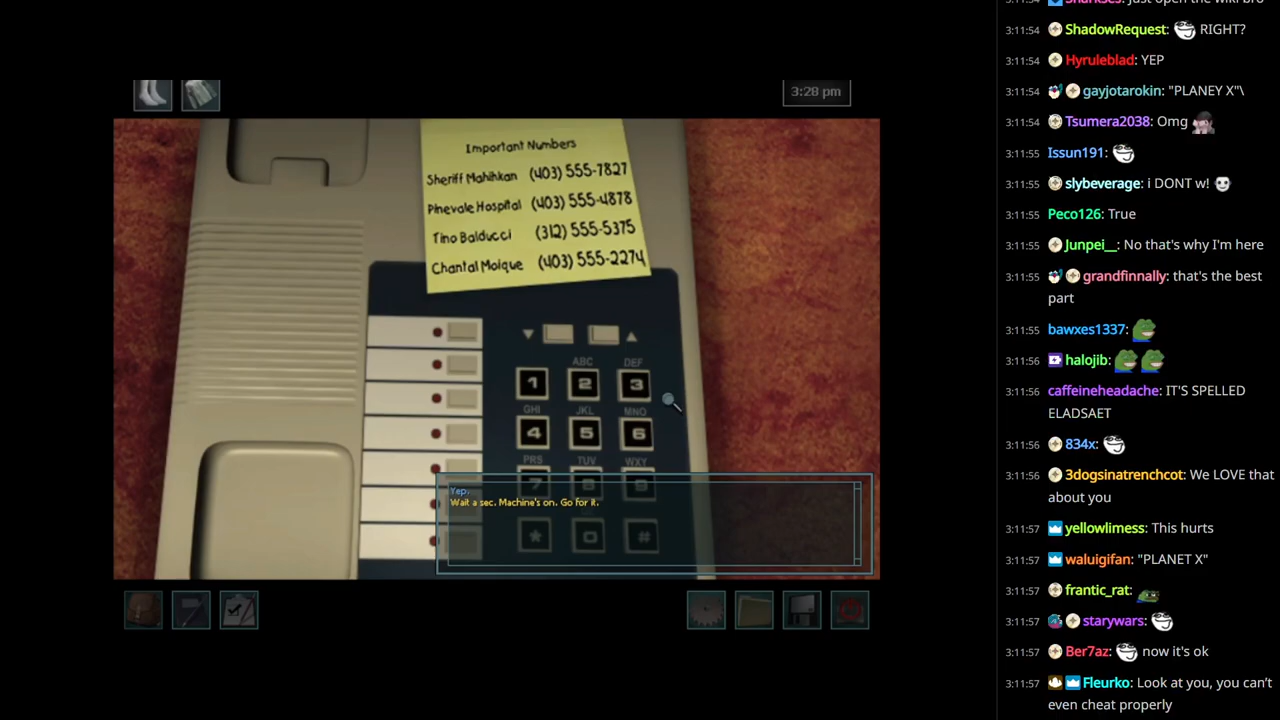 3:28 pm
Important Numbers
Sheriff Mahihkan (403) 555-7827
Pinevale Hospital (403) 555-4878
Tino Balducci (312) 555-5375
Chantal Moique (403) 555-2274
ABC DEF
1 2 3
GHI JKL MNO
4 5 6
PRS TUV WXY
7 8 9
* 0 #
Yep.
Wait a sec. Machine's on. Go for it.
3:11:54
3:11:54 ShadowRequest: RIGHT?
3:11:54 Hyruleblad: YEP
3:11:54 gayjotarokin: "PLANEY X"\
3:11:54 Tsumera2038: Omg
3:11:55 Issun191:
3:11:55 slybeverage: i DONT w!
3:11:55 Peco126: True
3:11:55 Junpei__: No that's why I'm here
3:11:55 grandfinnally: that's the best
part
3:11:55 bawxes1337:
3:11:56 halojib:
3:11:56 caffeineheadache: IT'S SPELLED
ELADSAET
3:11:56 834x:
3:11:56 3dogsinatrenchcot: We LOVE that
about you
3:11:57 yellowlimess: This hurts
3:11:57 waluigifan: "PLANET X"
3:11:57 frantic_rat:
3:11:57 starywars:
3:11:57 Ber7az: now it's ok
3:11:57 Fleurko: Look at you, you can't
even cheat properly